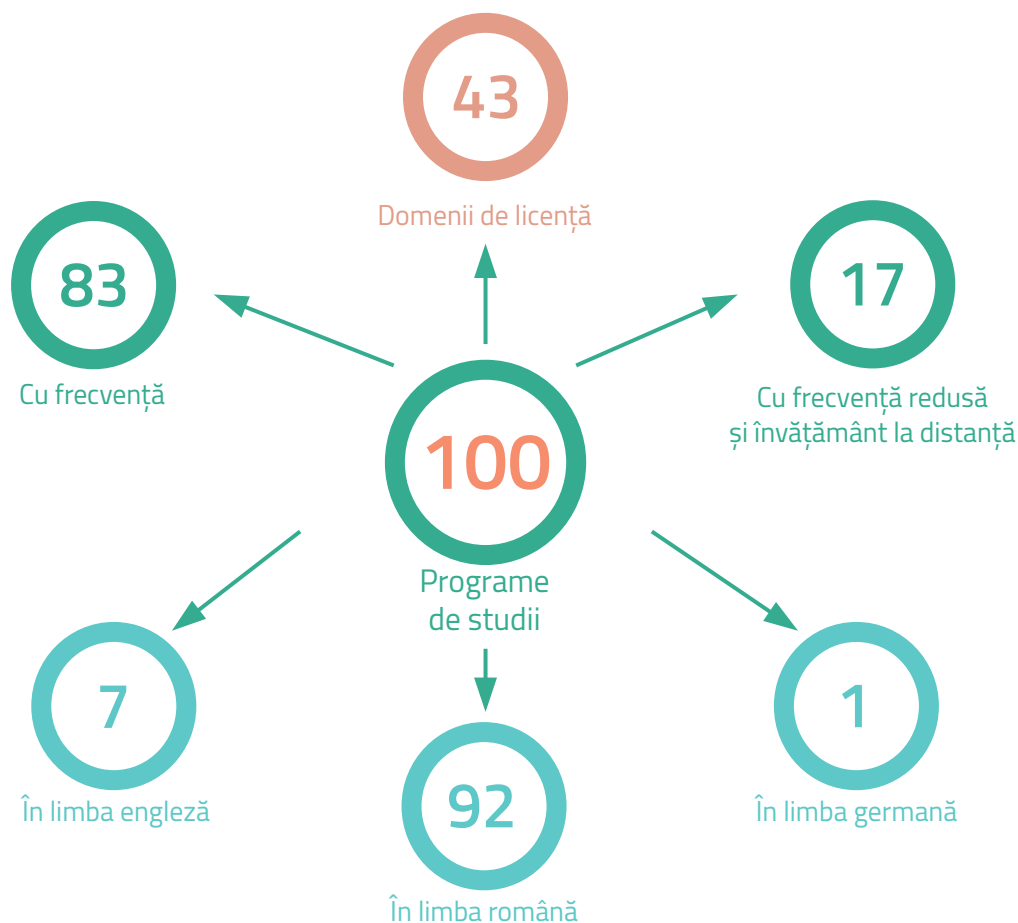 43
Domenii de licență
83
Cu frecvență
17
Cu frecvență redusă
și învățământ la distanță
100
Programe
de studii
7
În limba engleză
92
În limba română
1
În limba germană